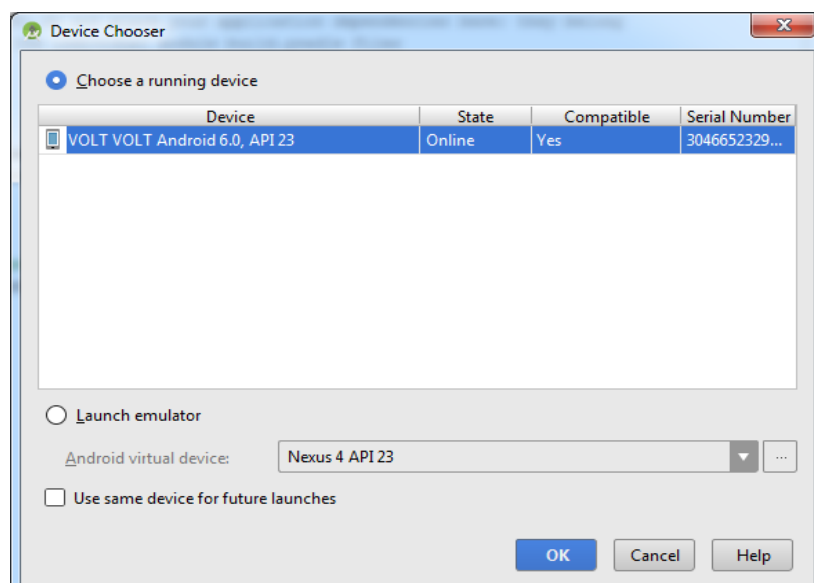 Device Chooser
Choose a running device
Device State Compatible Serial Number
VOLT VOLT Android 6.0, API 23 Online Yes 3046652329...
Launch emulator
Android virtual device: Nexus 4 API 23 ...
Use same device for future launches
OK Cancel Help